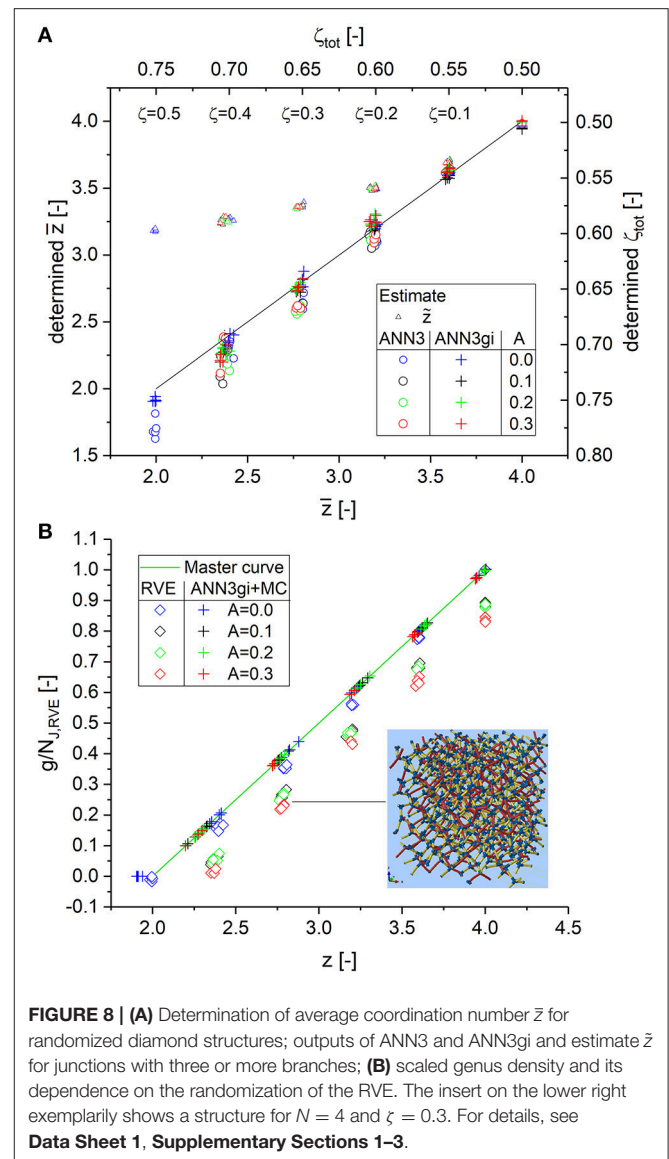 A
ζtot [-]
0.75 0.70 0.65 0.60 0.55 0.50
ζ=0.5 ζ=0.4 ζ=0.3 ζ=0.2 ζ=0.1
4.0
3.5
3.0
2.5
2.0
1.5
determined z̄ [-]
0.50
0.55
0.60
0.65
0.70
0.75
0.80
determined ζtot [-]
Estimate
z̃
ANN3 ANN3gi A
0.0
0.1
0.2
0.3
2.0 2.5 3.0 3.5 4.0
z̄ [-]
B
1.1
1.0
0.9
0.8
0.7
0.6
0.5
0.4
0.3
0.2
0.1
0.0
-0.1
g/NJ,RVE
Master curve
RVE ANN3gi+MC
A=0.0
A=0.1
A=0.2
A=0.3
2.0 2.5 3.0 3.5 4.0 4.5
z [-]
FIGURE 8 | (A) Determination of average coordination number z̄ for
randomized diamond structures; outputs of ANN3 and ANN3gi and estimate z̃
for junctions with three or more branches; (B) scaled genus density and its
dependence on the randomization of the RVE. The insert on the lower right
exemplarily shows a structure for N = 4 and ζ = 0.3. For details, see
Data Sheet 1, Supplementary Sections 1–3.